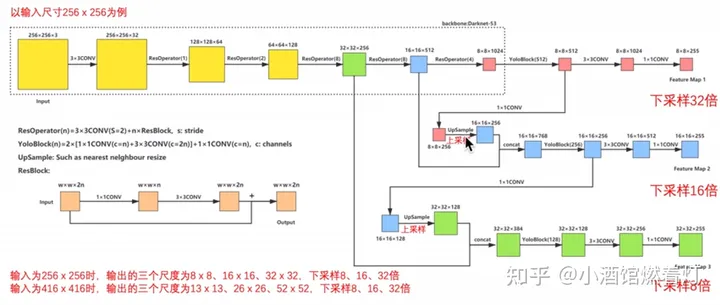 以输入尺寸256 x 256为例
backbone:Darknet-53
256×256×3
3×3CONV
256×256×32
ResOperator(1)
128×128×64
ResOperator(2)
64×64×128
ResOperator(8)
32×32×256
ResOperator(8)
16×16×512
ResOperator(4)
8×8×1024
YoloBlock(512)
8×8×512
3×3CONV
8×8×1024
1×1CONV
8×8×255
Input
Feature Map 1
下采样32倍
1×1CONV
ResOperator(n)=3×3CONV(S=2)+n×ResBlock, s: stride
YoloBlock(n)=2×[1×1CONV(c=n)+3×3CONV(c=2n)]+1×1CONV(c=n), c: channels
UpSample: Such as nearest nelghbour resize
ResBlock:
8×8×256
UpSample
上采样
16×16×256
concat
16×16×768
YoloBlock(256)
16×16×256
3×3CONV
16×16×512
1×1CONV
16×16×255
Feature Map 2
下采样16倍
1×1CONV
Input
w×w×2n
1×1CONV
w×w×n
3×3CONV
w×w×2n
+
w×w×2n
Output
16×16×128
UpSample
上采样
32×32×128
concat
32×32×384
YoloBlock(128)
32×32×128
3×3CONV
32×32×256
1×1CONV
32×32×255
Feature Map 3
下采样8倍
输入为256 x 256时，输出的三个尺度为8 x 8、16 x 16、32 x 32，下采样8、16、32倍
输入为416 x 416时，输出的三个尺度为13 x 13、26 x 26、52 x 52，下采样8、16、32倍
知乎 @小酒馆燃着灯